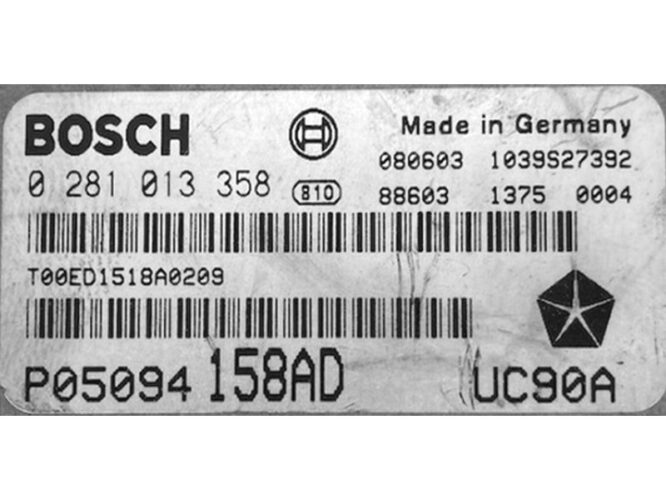 BOSCH
Made in Germany
080603 1039S27392
0 281 013 358 810
88603 1375 0004
T00ED1518A0209
P05094 158AD UC90A